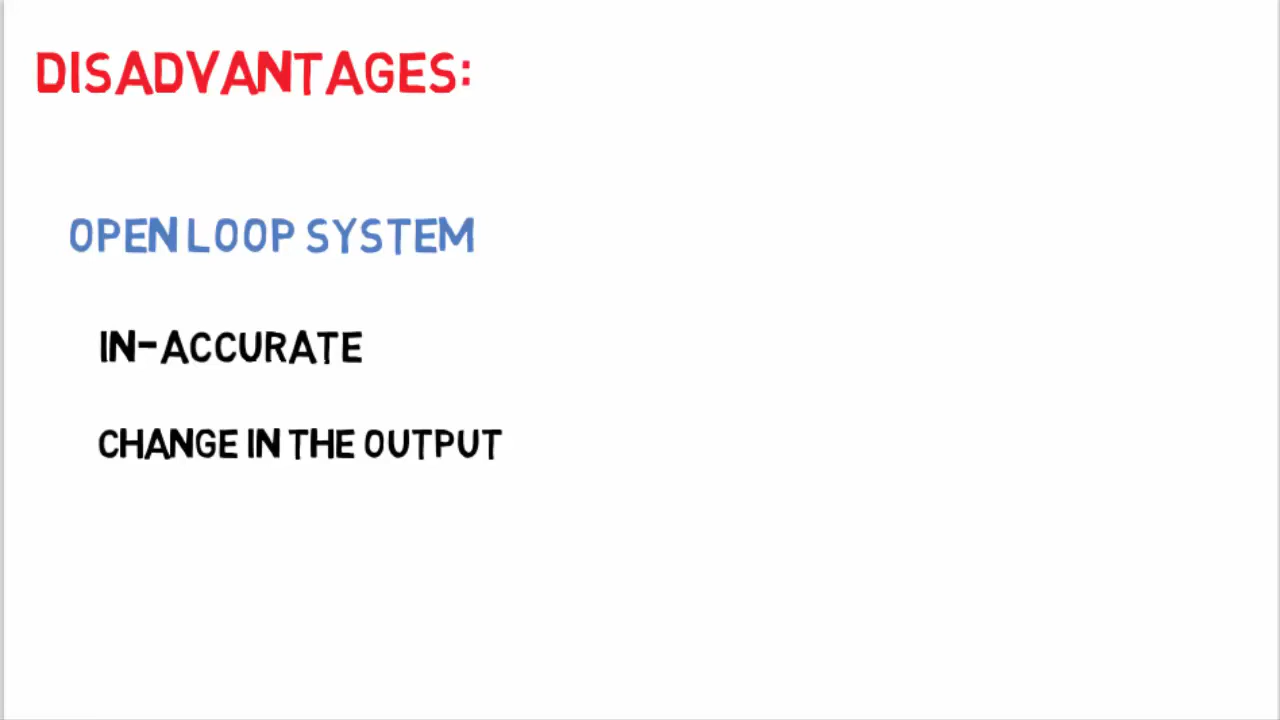 DISADVANTAGES:
OPEN LOOP SYSTEM
IN-ACCURATE
CHANGE IN THE OUTPUT